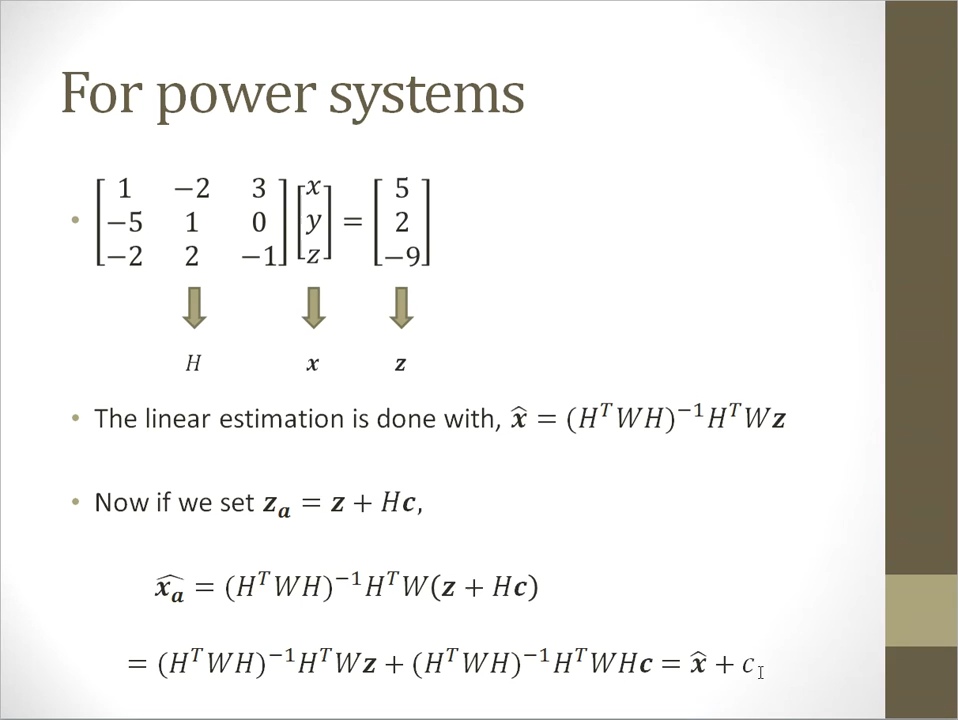 For power systems
• [1 −2 3; −5 1 0; −2 2 −1] [x; y; z] = [5; 2; −9]
H x z
• The linear estimation is done with, x̂ = (HᵀWH)⁻¹HᵀWz
• Now if we set zₐ = z + Hc,
x̂ₐ = (HᵀWH)⁻¹HᵀW(z + Hc)
= (HᵀWH)⁻¹HᵀWz + (HᵀWH)⁻¹HᵀWHc = x̂ + c